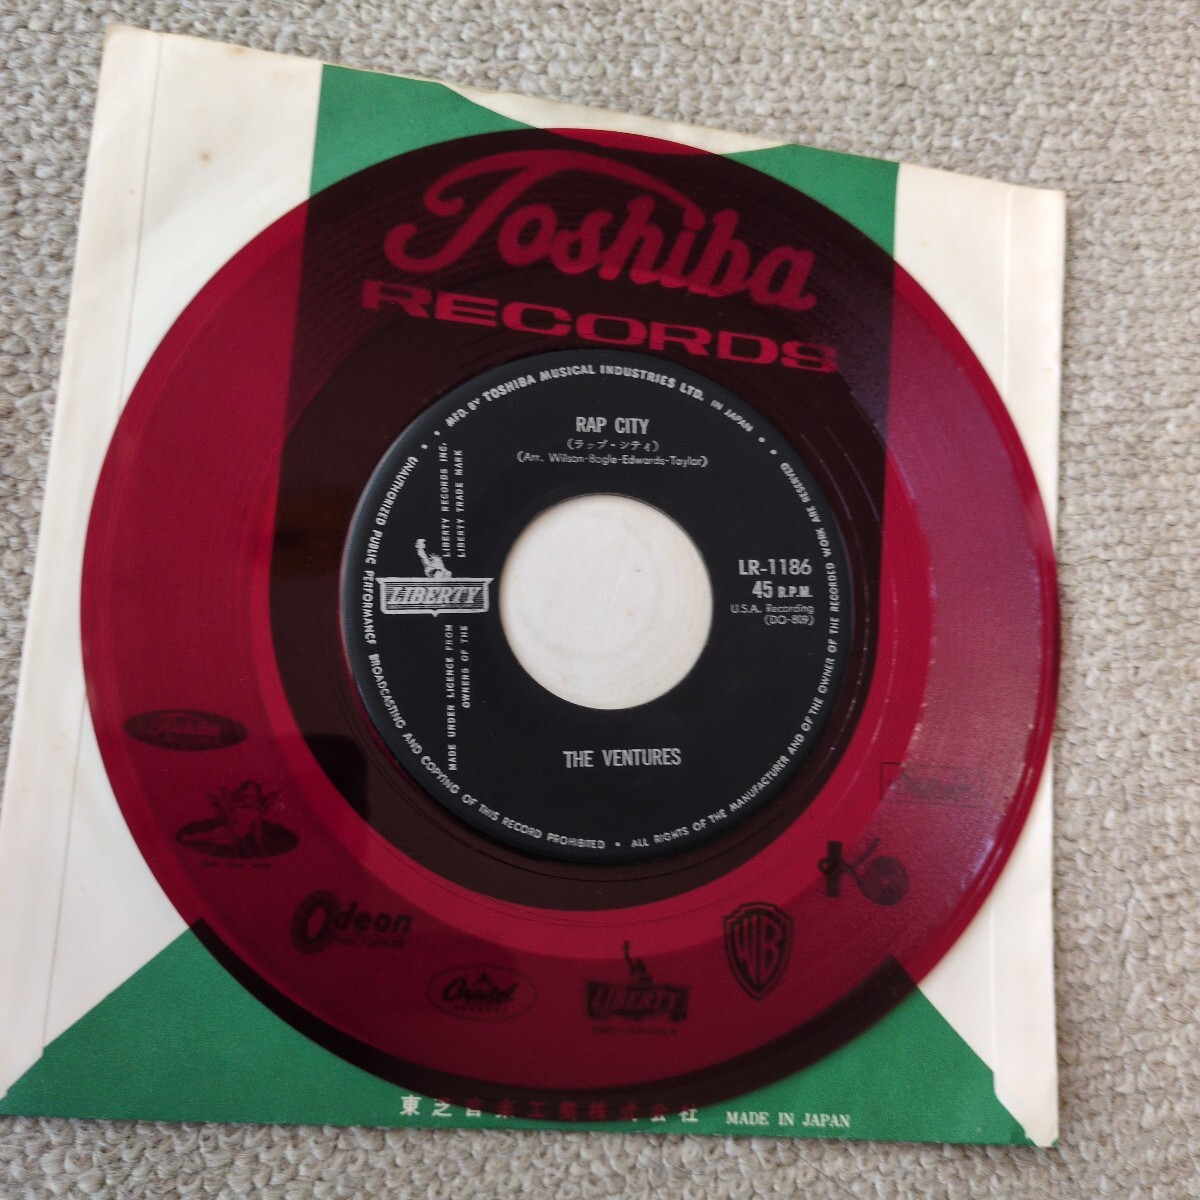 Toshiba
RECORDS
MFD. BY TOSHIBA MUSICAL INDUSTRIES LTD. IN JAPAN
RAP CITY
(ラップ・シティ)
(Arr. Willson-Bogle-Edwards-Taylor)
LIBERTY RECORDS INC,
LIBERTY TRADE MARK
LIBERTY
MADE UNDER LICENCE FROM
OWNERS OF THE
LR-1186
45 R.P.M.
U.S.A. Recording
(DO-809)
THE VENTURES
UNAUTHORIZED PUBLIC PERFORMANCE BROADCASTING AND COPYING OF THIS RECORD PROHIBITED • ALL RIGHTS OF THE MANUFACTURER AND OF THE OWNER OF THE RECORDED WORK ARE RESERVED
Odeon
Capitol
LIBERTY
WB
東芝音楽工業株式会社 MADE IN JAPAN